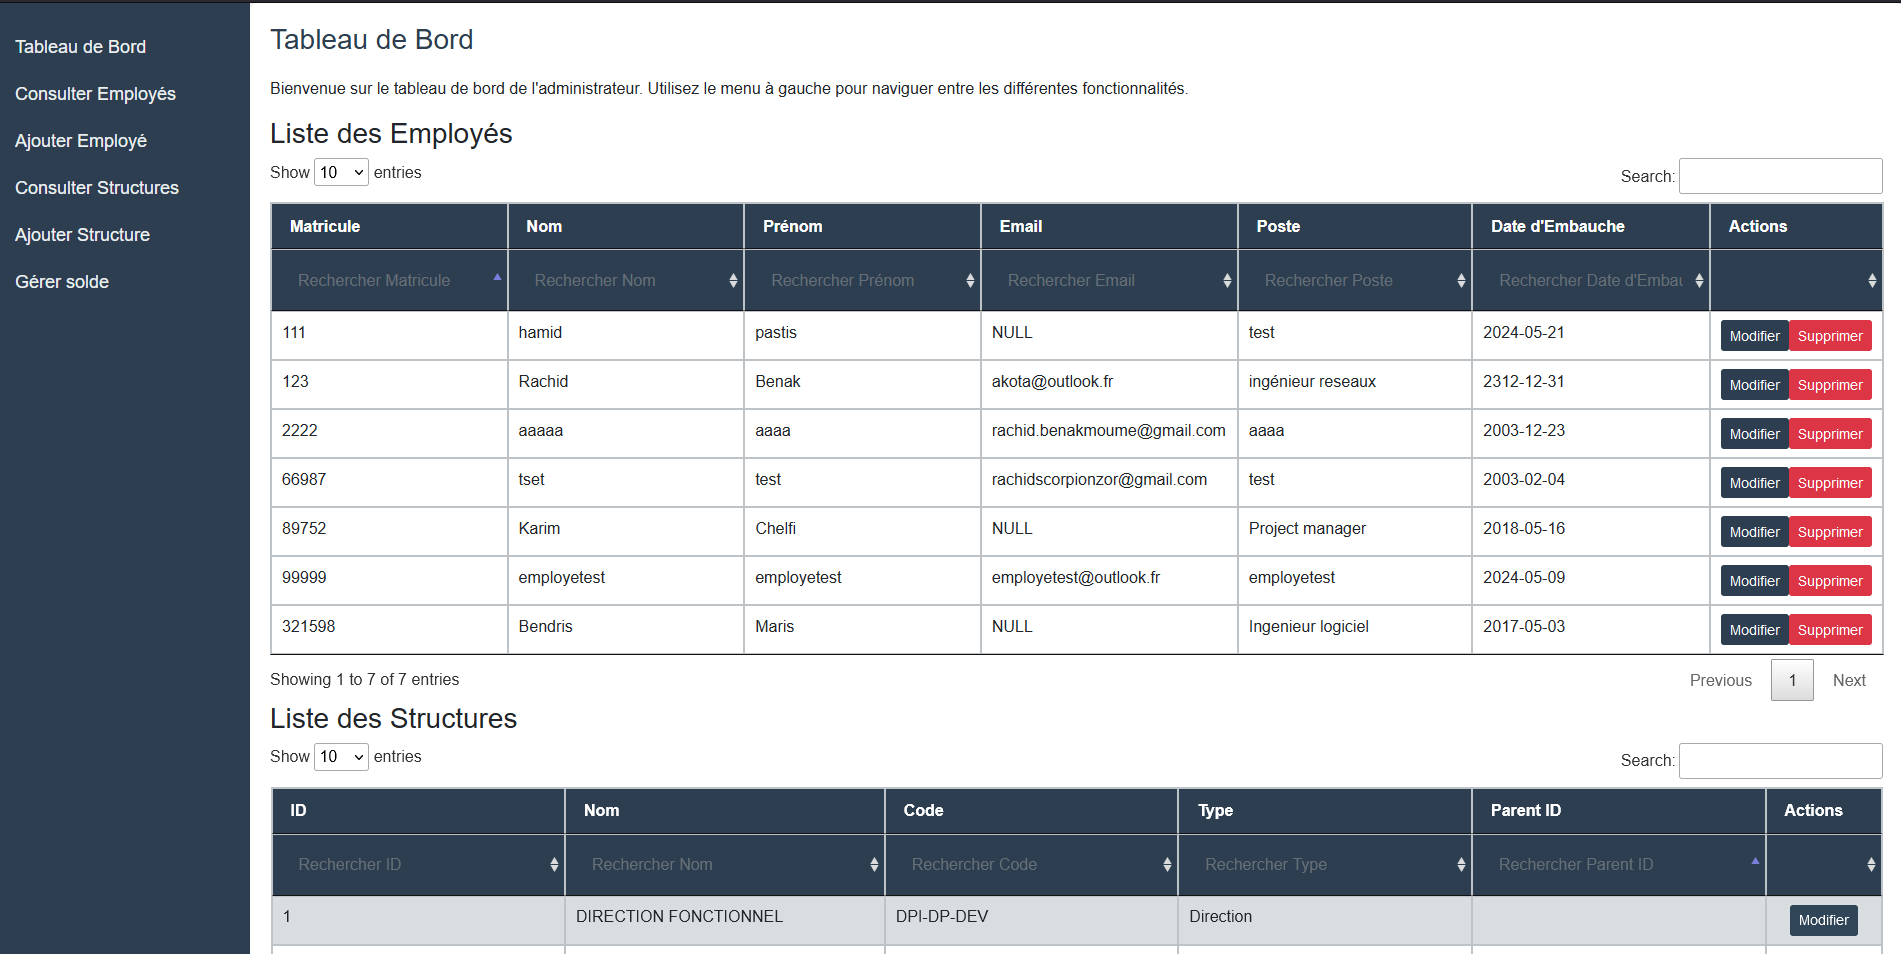 Tableau de Bord
Consulter Employés
Ajouter Employé
Consulter Structures
Ajouter Structure
Gérer solde
Tableau de Bord
Bienvenue sur le tableau de bord de l'administrateur. Utilisez le menu à gauche pour naviguer entre les différentes fonctionnalités.
Liste des Employés
Show 10 entries
Search:
Matricule Nom Prénom Email Poste Date d'Embauche Actions
Rechercher Matricule Rechercher Nom Rechercher Prénom Rechercher Email Rechercher Poste Rechercher Date d'Embau
111 hamid pastis NULL test 2024-05-21 Modifier Supprimer
123 Rachid Benak akota@outlook.fr ingénieur reseaux 2312-12-31 Modifier Supprimer
2222 aaaaa aaaa rachid.benakmoume@gmail.com aaaa 2003-12-23 Modifier Supprimer
66987 tset test rachidscorpionzor@gmail.com test 2003-02-04 Modifier Supprimer
89752 Karim Chelfi NULL Project manager 2018-05-16 Modifier Supprimer
99999 employetest employetest employetest@outlook.fr employetest 2024-05-09 Modifier Supprimer
321598 Bendris Maris NULL Ingenieur logiciel 2017-05-03 Modifier Supprimer
Showing 1 to 7 of 7 entries
Previous 1 Next
Liste des Structures
Show 10 entries
Search:
ID Nom Code Type Parent ID Actions
Rechercher ID Rechercher Nom Rechercher Code Rechercher Type Rechercher Parent ID
1 DIRECTION FONCTIONNEL DPI-DP-DEV Direction Modifier